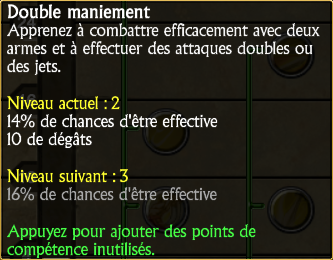 Double maniement
Apprenez à combattre efficacement avec deux
armes et à effectuer des attaques doubles ou
des jets.
Niveau actuel : 2
14% de chances d'être effective
10 de dégâts
Niveau suivant : 3
16% de chances d'être effective
Appuyez pour ajouter des points de
compétence inutilisés.